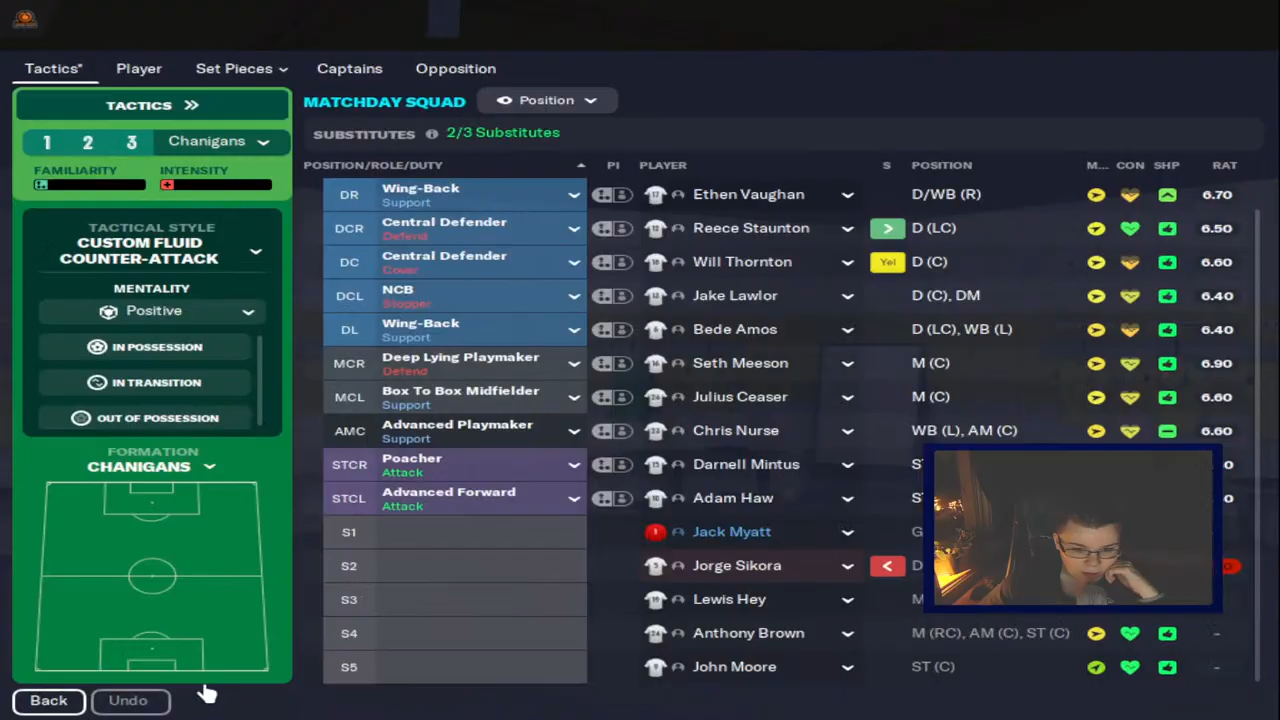 Tactics* Player Set Pieces Captains Opposition
TACTICS
MATCHDAY SQUAD Position
1 2 3 Chanigans
SUBSTITUTES 2/3 Substitutes
FAMILIARITY INTENSITY
POSITION/ROLE/DUTY PI PLAYER S POSITION M... CON SHP RAT
DR Wing-Back Support 17 Ethen Vaughan D/WB (R) 6.70
DCR Central Defender Defend Reece Staunton D (LC) 6.50
TACTICAL STYLE
CUSTOM FLUID
COUNTER-ATTACK
DC Central Defender Cover Will Thornton Yel D (C) 6.60
MENTALITY
DCL NCB Stopper Jake Lawlor D (C), DM 6.40
Positive
DL Wing-Back Support Bede Amos D (LC), WB (L) 6.40
IN POSSESSION
MCR Deep Lying Playmaker Defend Seth Meeson M (C) 6.90
IN TRANSITION
MCL Box To Box Midfielder Support Julius Ceaser M (C) 6.60
OUT OF POSSESSION
AMC Advanced Playmaker Support Chris Nurse WB (L), AM (C) 6.60
FORMATION
CHANIGANS
STCR Poacher Attack Darnell Mintus
STCL Advanced Forward Attack Adam Haw
S1 1 Jack Myatt
S2 Jorge Sikora
S3 Lewis Hey
S4 Anthony Brown M (RC), AM (C), ST (C) -
S5 John Moore ST (C) -
Back Undo